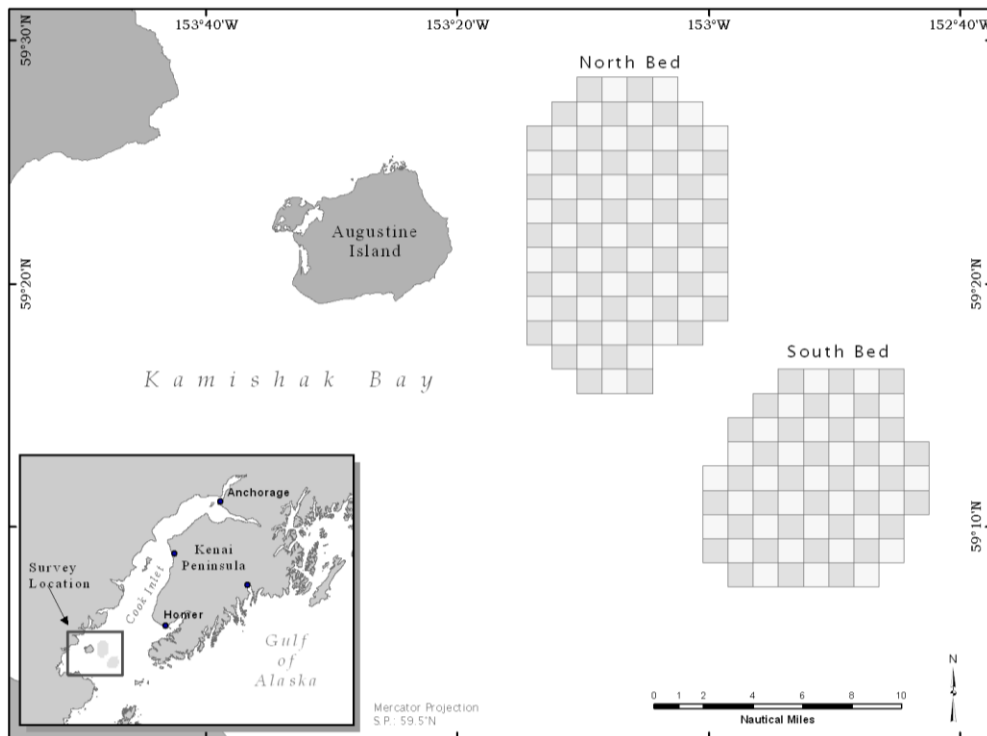 153°40'W
153°20'W
153°W
152°40'W
59°30'N
North Bed
Augustine
Island
59°20'N
59°20'N
South Bed
Kamishak Bay
59°10'N
Anchorage
Kenai
Peninsula
Survey
Location
Cook Inlet
Homer
Gulf
of
Alaska
Mercator Projection
S.P.: 59.5°N
N
0 1 2 4 6 8 10
Nautical Miles